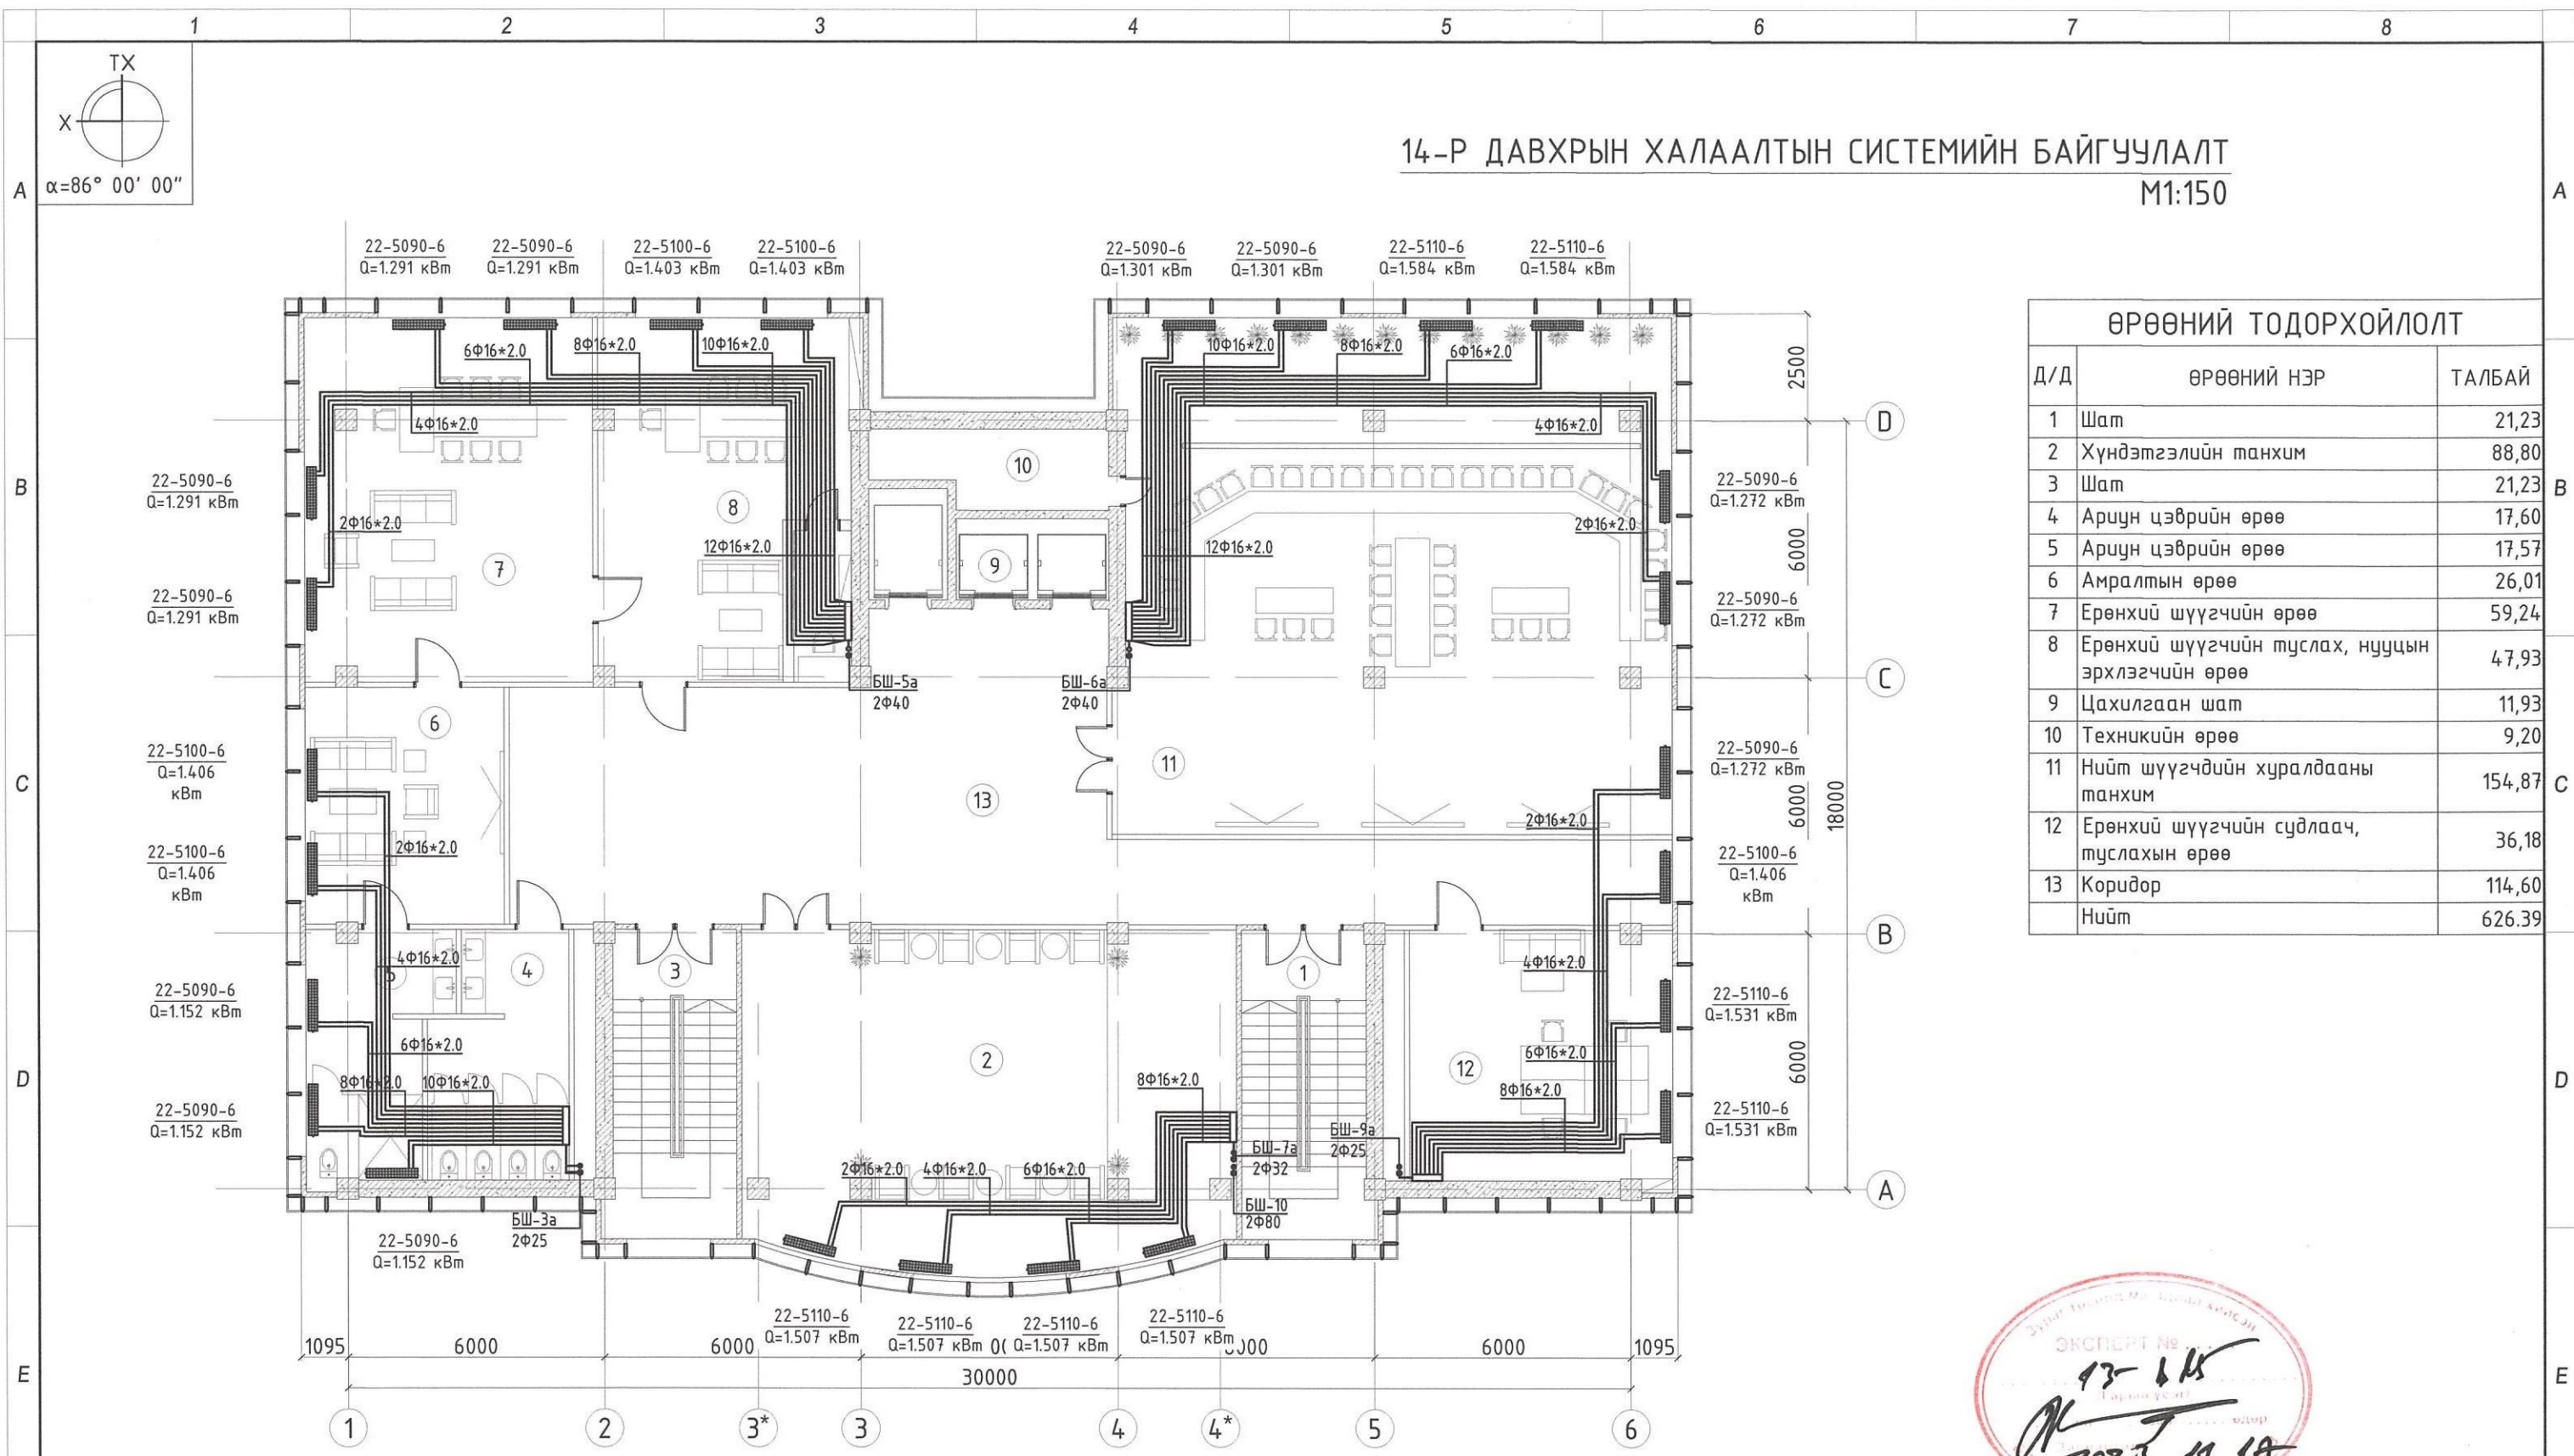 1 2 3 4 5 6 7 8
ТХ
Х
α=86° 00' 00"
14-Р ДАВХРЫН ХАЛААЛТЫН СИСТЕМИЙН БАЙГУУЛАЛТ
М1:150
A A
22-5090-6 22-5090-6 22-5100-6 22-5100-6 22-5090-6 22-5090-6 22-5110-6 22-5110-6
Q=1.291 кВт Q=1.291 кВт Q=1.403 кВт Q=1.403 кВт Q=1.301 кВт Q=1.301 кВт Q=1.584 кВт Q=1.584 кВт
6Ф16*2.0 8Ф16*2.0 10Ф16*2.0 10Ф16*2.0 8Ф16*2.0 6Ф16*2.0
2500
4Ф16*2.0 4Ф16*2.0
D
10
B B
22-5090-6
Q=1.291 кВт
22-5090-6
Q=1.272 кВт
8
2Ф16*2.0 2Ф16*2.0
12Ф16*2.0 12Ф16*2.0
6000
7 9
22-5090-6
Q=1.291 кВт
22-5090-6
Q=1.272 кВт
БШ-5а
2Ф40
БШ-6а
2Ф40
C
6
22-5100-6
Q=1.406
кВт
22-5090-6
Q=1.272 кВт
11
13
C C
6000 18000
2Ф16*2.0
2Ф16*2.0
22-5100-6
Q=1.406
кВт
22-5100-6
Q=1.406
кВт
B
4Ф16*2.0 4 3 1 4Ф16*2.0
22-5090-6
Q=1.152 кВт
22-5110-6
Q=1.531 кВт
6Ф16*2.0 2 12 6Ф16*2.0
6000
D D
8Ф16*2.0 10Ф16*2.0 8Ф16*2.0 8Ф16*2.0
22-5090-6
Q=1.152 кВт
22-5110-6
Q=1.531 кВт
БШ-9а
2Ф25
БШ-7а
2Ф32
2Ф16*2.0 4Ф16*2.0 6Ф16*2.0
A
БШ-10
2Ф80
БШ-3а
2Ф25
22-5090-6
Q=1.152 кВт
22-5110-6 22-5110-6 22-5110-6 22-5110-6
Q=1.507 кВт Q=1.507 кВт Q=1.507 кВт Q=1.507 кВт
1095 6000 6000 6000 1095
30000
E E
1 2 3* 3 4 4* 5 6
ӨРӨӨНИЙ ТОДОРХОЙЛОЛТ
Д/Д ӨРӨӨНИЙ НЭР ТАЛБАЙ
1 Шат 21,23
2 Хүндэтгэлийн танхим 88,80
3 Шат 21,23
4 Ариун цэврийн өрөө 17,60
5 Ариун цэврийн өрөө 17,57
6 Амралтын өрөө 26,01
7 Ерөнхий шүүгчийн өрөө 59,24
8 Ерөнхий шүүгчийн туслах, нууцын
эрхлэгчийн өрөө 47,93
9 Цахилгаан шат 11,93
10 Техникийн өрөө 9,20
11 Нийт шүүгчдийн хуралдааны
танхим 154,87
12 Ерөнхий шүүгчийн судлаач,
туслахын өрөө 36,18
13 Коридор 114,60
Нийт 626.39
ЭКСПЕРТ №